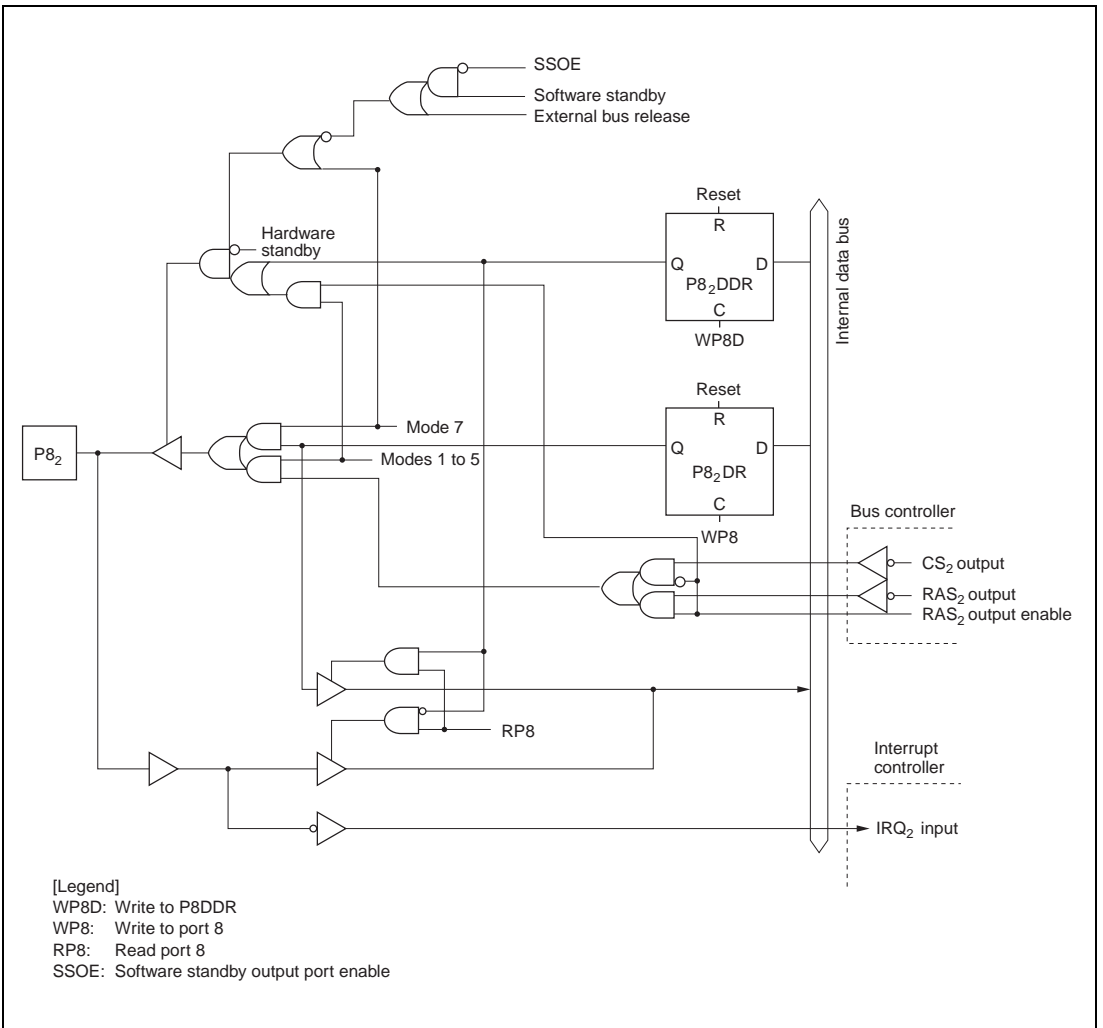 SSOE
Software standby
External bus release
Reset
R
Hardware
standby
Q
D
P8₂DDR
C
WP8D
Internal data bus
Reset
R
Mode 7
Q
D
P8₂
Modes 1 to 5
P8₂DR
C
WP8
Bus controller
CS₂ output
RAS₂ output
RAS₂ output enable
RP8
Interrupt
controller
IRQ₂ input
[Legend]
WP8D: Write to P8DDR
WP8: Write to port 8
RP8: Read port 8
SSOE: Software standby output port enable